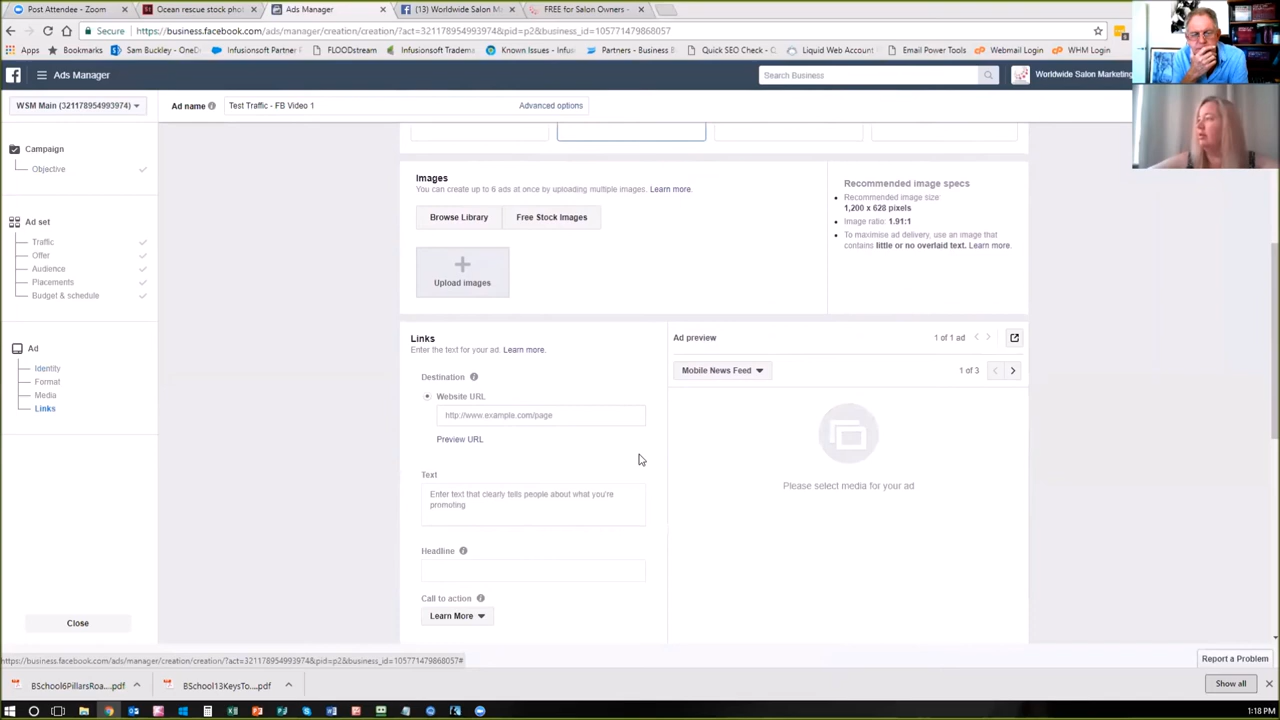 Post Attendee - Zoom
Ocean rescue stock phot
Ads Manager
(13) Worldwide Salon Ma
FREE for Salon Owners -
Secure
https://business.facebook.com/ads/manager/creation/creation/?act=321178954993974&pid=p2&business_id=105771479868057
Apps
Bookmarks
Sam Buckley - OneD
Infusionsoft Partner
FLOODstream
Infusionsoft Tradem
Known Issues - Infus
Partners - Business B
Quick SEO Check - C
Liquid Web Account
Email Power Tools
Webmail Login
WHM Login
Ads Manager
Search Business
Worldwide Salon Marketing
WSM Main (321178954993974)
Ad name
Test Traffic - FB Video 1
Advanced options
Campaign
Objective
Ad set
Traffic
Offer
Audience
Placements
Budget & schedule
Ad
Identity
Format
Media
Links
Close
Images
You can create up to 6 ads at once by uploading multiple images. Learn more.
Browse Library
Free Stock Images
Upload images
Recommended image specs
Recommended image size:
1,200 x 628 pixels
Image ratio: 1.91:1
To maximise ad delivery, use an image that
contains little or no overlaid text. Learn more.
Links
Enter the text for your ad. Learn more.
Destination
Website URL
http://www.example.com/page
Preview URL
Text
Enter text that clearly tells people about what you're
promoting
Headline
Call to action
Learn More
Ad preview
1 of 1 ad
Mobile News Feed
1 of 3
Please select media for your ad
https://business.facebook.com/ads/manager/creation/creation/?act=321178954993974&pid=p2&business_id=105771479868057#
Report a Problem
BSchool6PillarsRoa....pdf
BSchool13KeysTo....pdf
Show all
1:18 PM